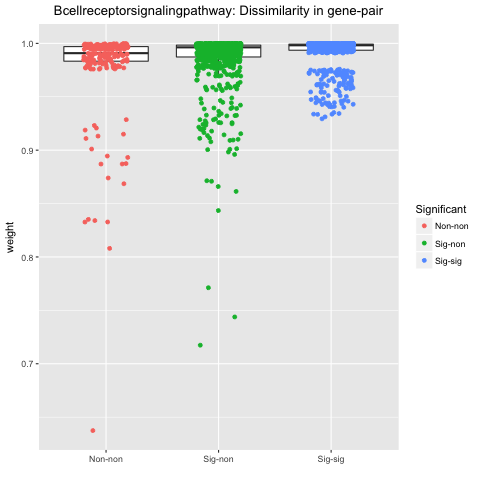 Bcellreceptorsignalingpathway: Dissimilarity in gene-pair
1.0
0.9
0.8
0.7
weight
Non-non
Sig-non
Sig-sig
Significant
Non-non
Sig-non
Sig-sig